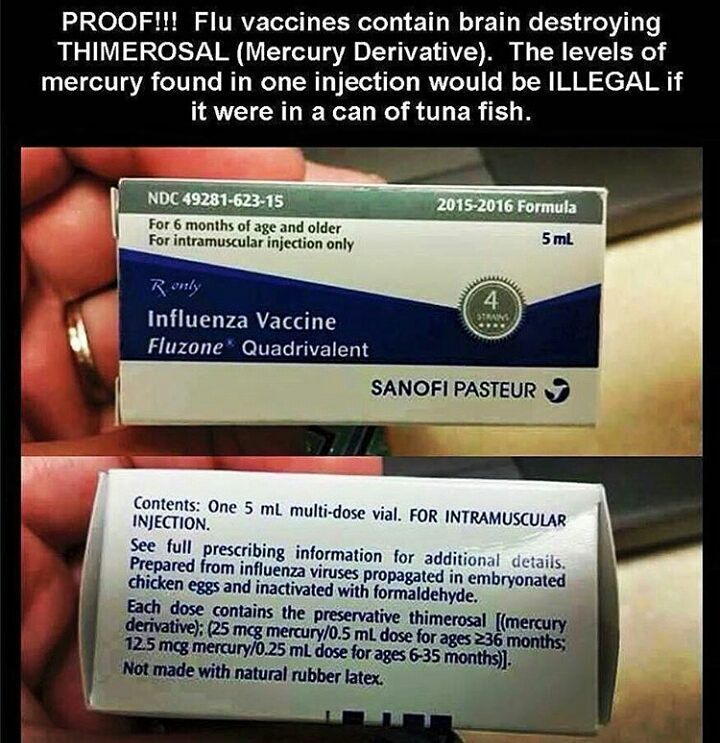 PROOF!!! Flu vaccines contain brain destroying
THIMEROSAL (Mercury Derivative). The levels of
mercury found in one injection would be ILLEGAL if
it were in a can of tuna fish.
NDC 49281-623-15
2015-2016 Formula
For 6 months of age and older
For intramuscular injection only
5 mL
Rx only
Influenza Vaccine
Fluzone® Quadrivalent
4
STRAINS
SANOFI PASTEUR
Contents: One 5 mL multi-dose vial. FOR INTRAMUSCULAR
INJECTION.
See full prescribing information for additional details.
Prepared from influenza viruses propagated in embryonated
chicken eggs and inactivated with formaldehyde.
Each dose contains the preservative thimerosal [(mercury
derivative); (25 mcg mercury/0.5 mL dose for ages ≥36 months;
12.5 mcg mercury/0.25 mL dose for ages 6-35 months)].
Not made with natural rubber latex.